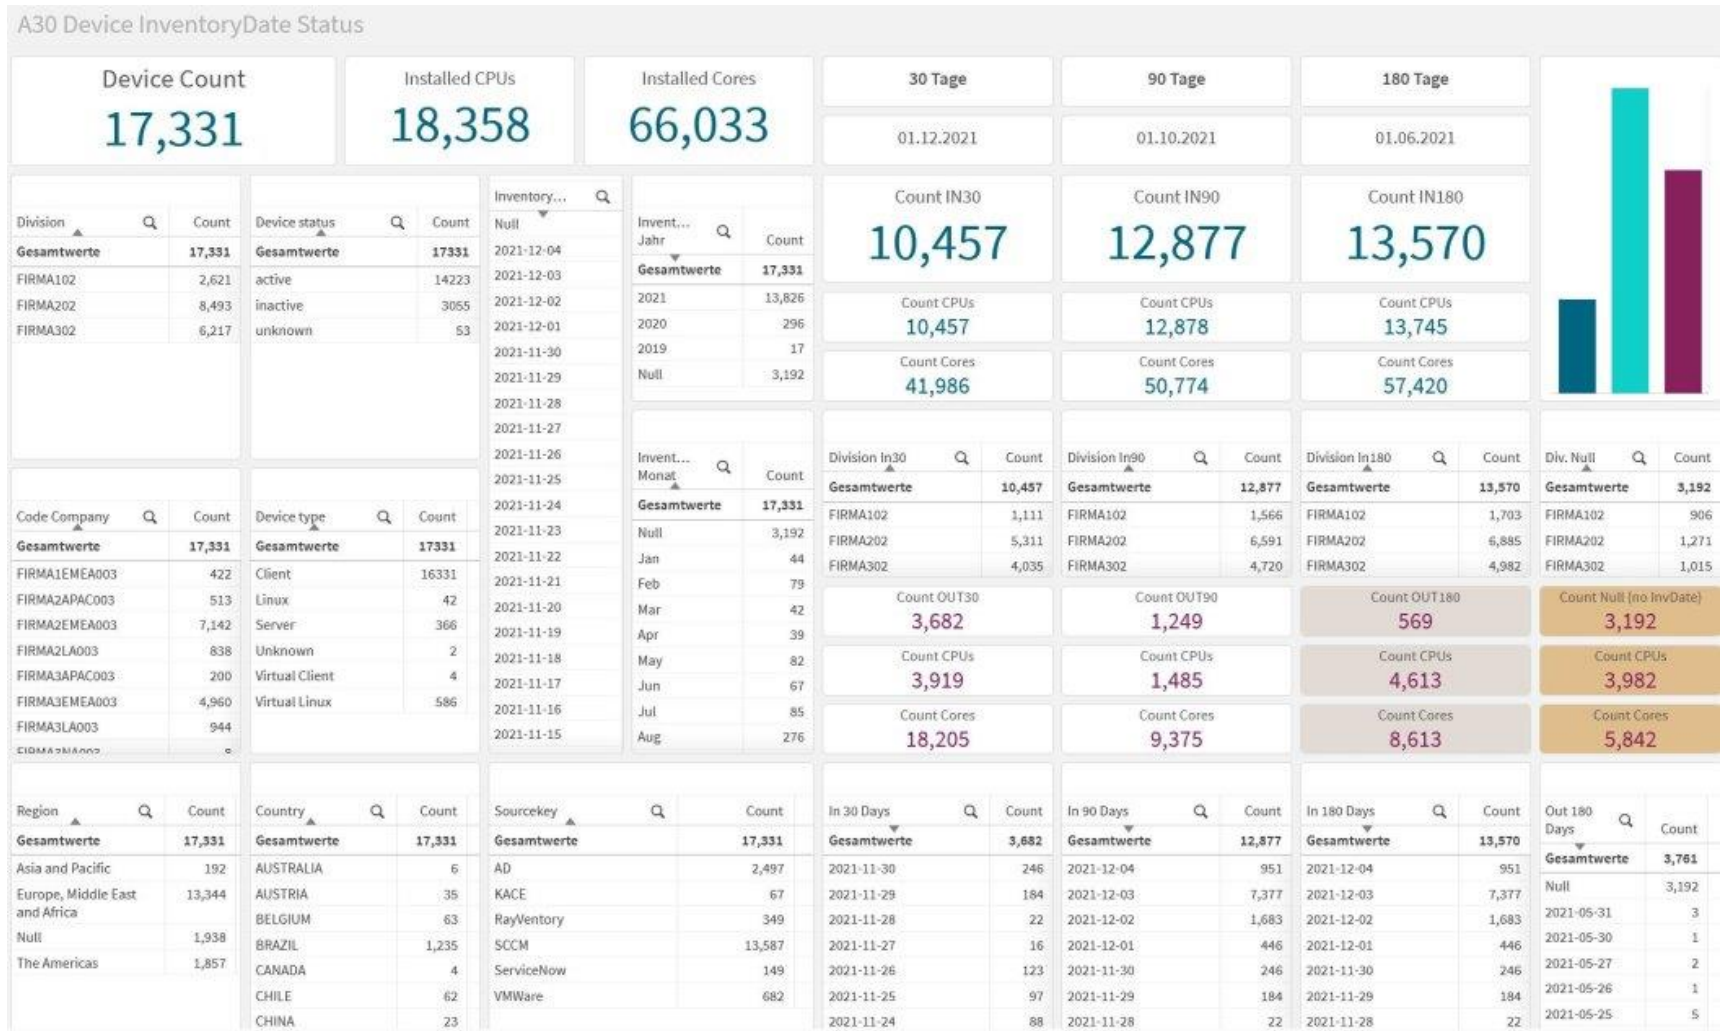 A30 Device InventoryDate Status
Device Count
17,331
Installed CPUs
18,358
Installed Cores
66,033
30 Tage
90 Tage
180 Tage
01.12.2021
01.10.2021
01.06.2021
Division Count
Gesamtwerte 17,331
FIRMA102 2,621
FIRMA202 8,493
FIRMA302 6,217
Device status Count
Gesamtwerte 17331
active 14223
inactive 3055
unknown 53
Inventory...
Null
2021-12-04
2021-12-03
2021-12-02
2021-12-01
2021-11-30
2021-11-29
2021-11-28
2021-11-27
2021-11-26
2021-11-25
2021-11-24
2021-11-23
2021-11-22
2021-11-21
2021-11-20
2021-11-19
2021-11-18
2021-11-17
2021-11-16
2021-11-15
Invent...
Jahr Count
Gesamtwerte 17,331
2021 13,826
2020 296
2019 17
Null 3,192
Count IN30
10,457
Count CPUs
10,457
Count Cores
41,986
Count IN90
12,877
Count CPUs
12,878
Count Cores
50,774
Count IN180
13,570
Count CPUs
13,745
Count Cores
57,420
Code Company Count
Gesamtwerte 17,331
FIRMA1EMEA003 422
FIRMA2APAC003 513
FIRMA2EMEA003 7,142
FIRMA2LA003 838
FIRMA3APAC003 200
FIRMA3EMEA003 4,960
FIRMA3LA003 944
Device type Count
Gesamtwerte 17331
Client 16331
Linux 42
Server 366
Unknown 2
Virtual Client 4
Virtual Linux 586
Invent...
Monat Count
Gesamtwerte 17,331
Null 3,192
Jan 44
Feb 79
Mar 42
Apr 39
May 82
Jun 67
Jul 85
Aug 276
Division In30 Count
Gesamtwerte 10,457
FIRMA102 1,111
FIRMA202 5,311
FIRMA302 4,035
Division In90 Count
Gesamtwerte 12,877
FIRMA102 1,566
FIRMA202 6,591
FIRMA302 4,720
Division In180 Count
Gesamtwerte 13,570
FIRMA102 1,703
FIRMA202 6,885
FIRMA302 4,982
Div. Null Count
Gesamtwerte 3,192
FIRMA102 906
FIRMA202 1,271
FIRMA302 1,015
Count OUT30
3,682
Count CPUs
3,919
Count Cores
18,205
Count OUT90
1,249
Count CPUs
1,485
Count Cores
9,375
Count OUT180
569
Count CPUs
4,613
Count Cores
8,613
Count Null (no InvDate)
3,192
Count CPUs
3,982
Count Cores
5,842
Region Count
Gesamtwerte 17,331
Asia and Pacific 192
Europe, Middle East 13,344
and Africa
Null 1,938
The Americas 1,857
Country Count
Gesamtwerte 17,331
AUSTRALIA 6
AUSTRIA 35
BELGIUM 63
BRAZIL 1,235
CANADA 4
CHILE 62
CHINA 23
Sourcekey Count
Gesamtwerte 17,331
AD 2,497
KACE 67
RayVentory 349
SCCM 13,587
ServiceNow 149
VMWare 682
In 30 Days Count
Gesamtwerte 3,682
2021-11-30 246
2021-11-29 184
2021-11-28 22
2021-11-27 16
2021-11-26 123
2021-11-25 97
2021-11-24 88
In 90 Days Count
Gesamtwerte 12,877
2021-12-04 951
2021-12-03 7,377
2021-12-02 1,683
2021-12-01 446
2021-11-30 246
2021-11-29 184
2021-11-28 22
In 180 Days Count
Gesamtwerte 13,570
2021-12-04 951
2021-12-03 7,377
2021-12-02 1,683
2021-12-01 446
2021-11-30 246
2021-11-29 184
2021-11-28 22
Out 180
Days Count
Gesamtwerte 3,761
Null 3,192
2021-05-31 3
2021-05-30 1
2021-05-27 2
2021-05-26 1
2021-05-25 5